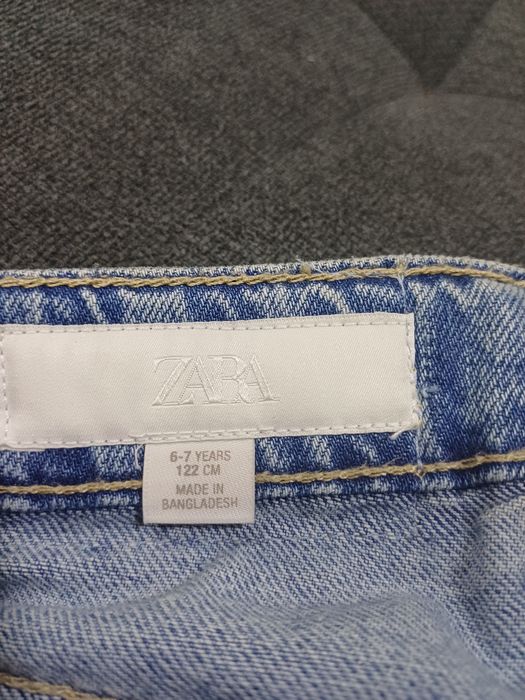 ZARA
6-7 YEARS
122 CM
MADE IN
BANGLADESH